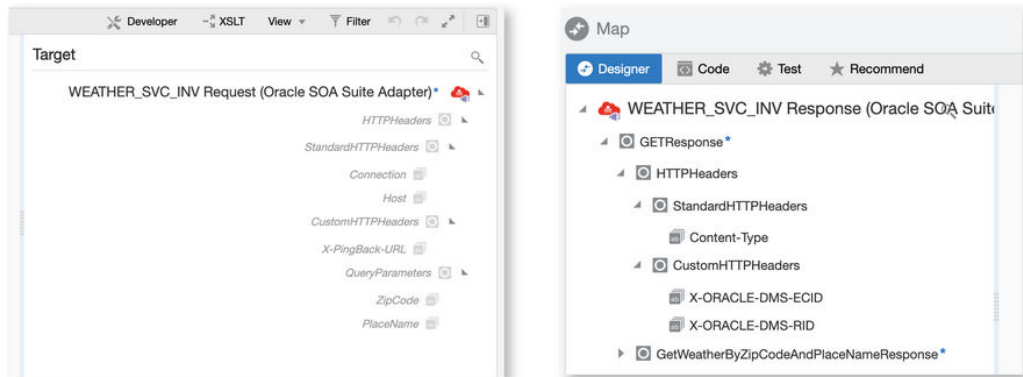 Developer XSLT View Filter
Target
WEATHER_SVC_INV Request (Oracle SOA Suite Adapter)*
HTTPHeaders
StandardHTTPHeaders
Connection
Host
CustomHTTPHeaders
X-PingBack-URL
QueryParameters
ZipCode
PlaceName
Map
Designer Code Test Recommend
WEATHER_SVC_INV Response (Oracle SOA Suite
GETResponse*
HTTPHeaders
StandardHTTPHeaders
Content-Type
CustomHTTPHeaders
X-ORACLE-DMS-ECID
X-ORACLE-DMS-RID
GetWeatherByZipCodeAndPlaceNameResponse*